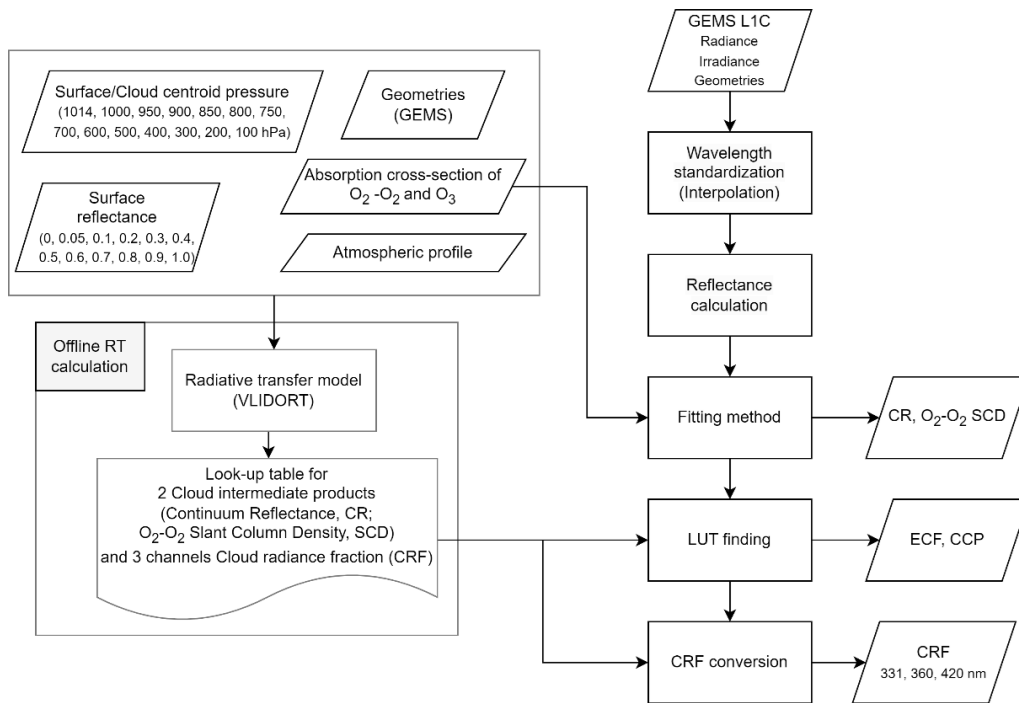 Surface/Cloud centroid pressure
(1014, 1000, 950, 900, 850, 800, 750,
700, 600, 500, 400, 300, 200, 100 hPa)
Geometries
(GEMS)
Absorption cross-section of
O2 -O2 and O3
Surface
reflectance
(0, 0.05, 0.1, 0.2, 0.3, 0.4,
0.5, 0.6, 0.7, 0.8, 0.9, 1.0)
Atmospheric profile
Offline RT
calculation
Radiative transfer model
(VLIDORT)
Look-up table for
2 Cloud intermediate products
(Continuum Reflectance, CR;
O2-O2 Slant Column Density, SCD)
and 3 channels Cloud radiance fraction (CRF)
GEMS L1C
Radiance
Irradiance
Geometries
Wavelength
standardization
(Interpolation)
Reflectance
calculation
Fitting method
CR, O2-O2 SCD
LUT finding
ECF, CCP
CRF conversion
CRF
331, 360, 420 nm